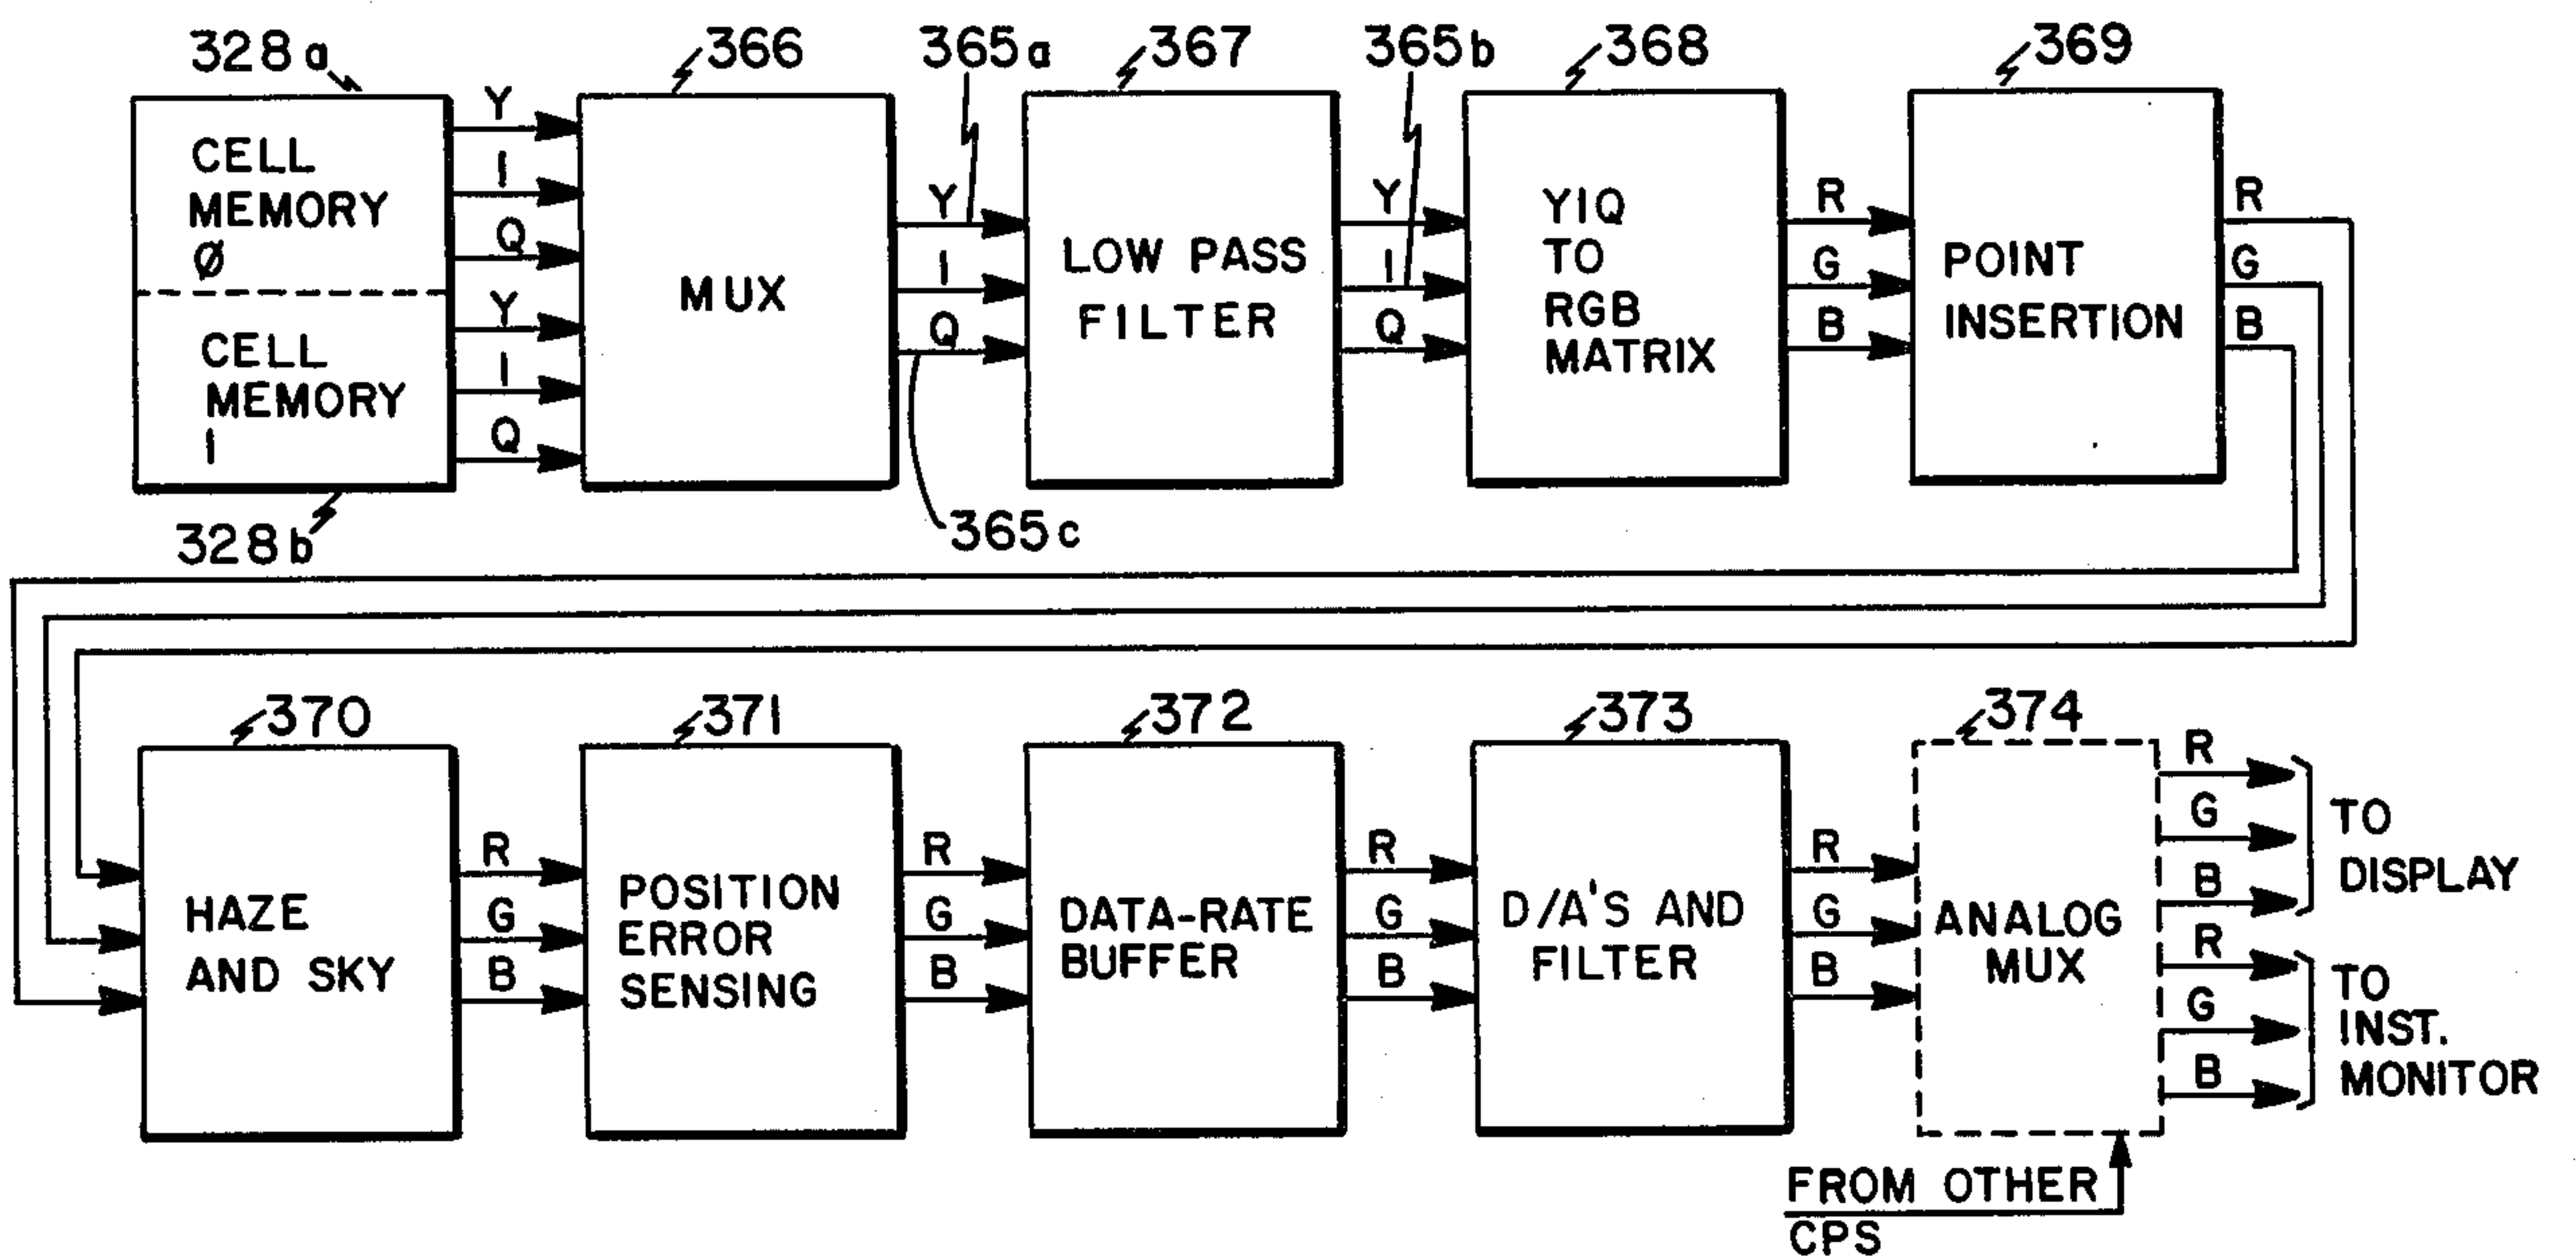 328a
366
365a
367
365b
368
369
CELL
MEMORY
Ø
Y
I
Q
CELL
MEMORY
I
Y
I
Q
328b
MUX
Y
I
Q
365c
LOW PASS
FILTER
Y
I
Q
YIQ
TO
RGB
MATRIX
R
G
B
POINT
INSERTION
R
G
B
370
371
372
373
374
HAZE
AND SKY
R
G
B
POSITION
ERROR
SENSING
R
G
B
DATA-RATE
BUFFER
R
G
B
D/A'S AND
FILTER
R
G
B
ANALOG
MUX
R
G
B
TO
DISPLAY
R
G
B
TO
INST.
MONITOR
FROM OTHER
CPS